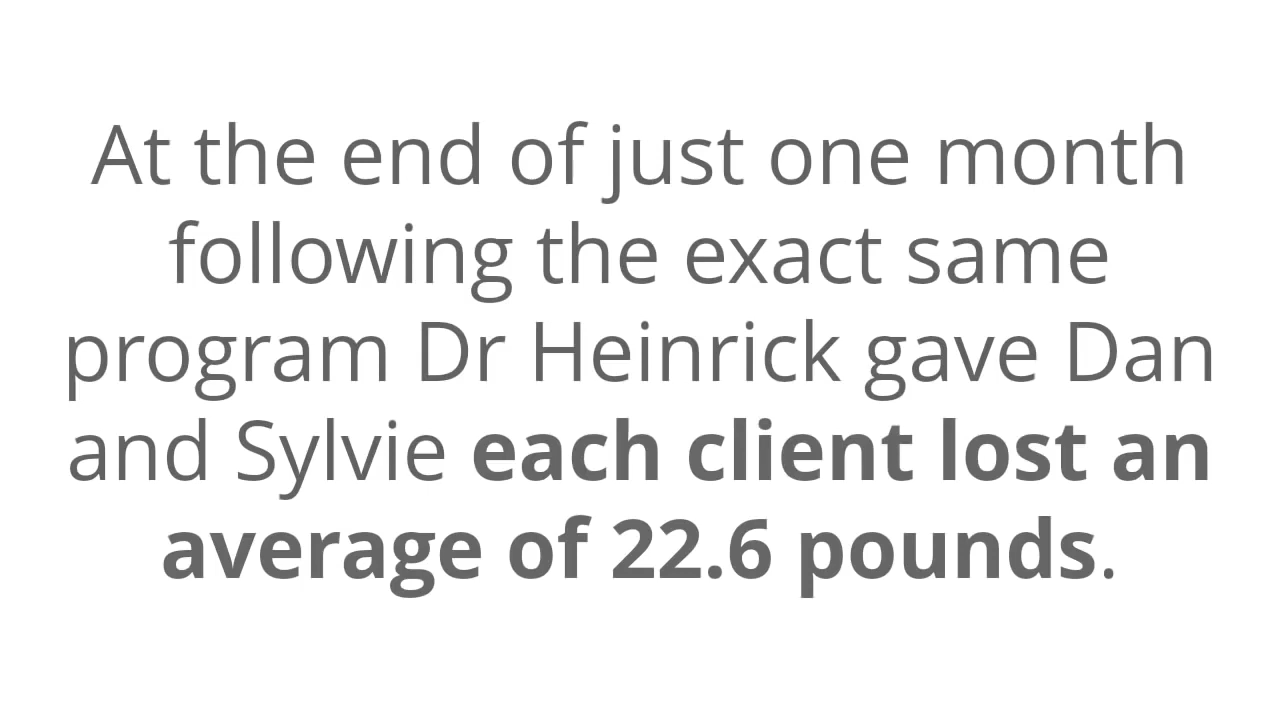 At the end of just one month
following the exact same
program Dr Heinrick gave Dan
and Sylvie each client lost an
average of 22.6 pounds.